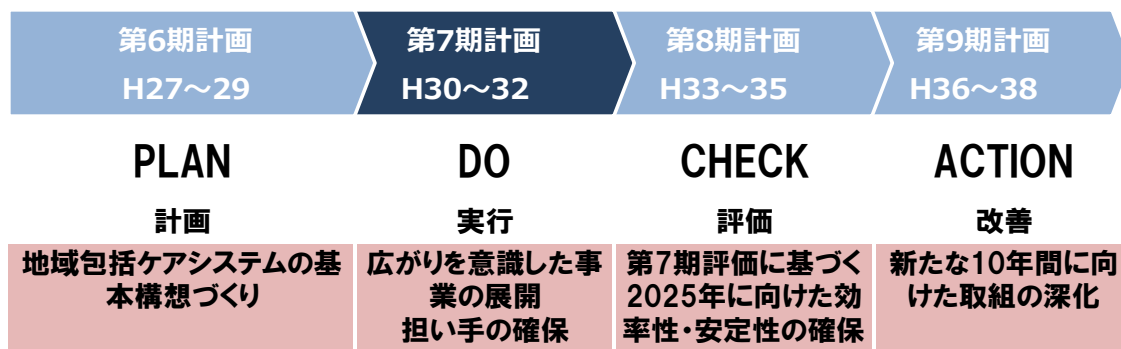 第6期計画
H27～29
第7期計画
H30～32
第8期計画
H33～35
第9期計画
H36～38
PLAN
DO
CHECK
ACTION
計画
実行
評価
改善
地域包括ケアシステムの基
本構想づくり
広がりを意識した事
業の展開
担い手の確保
第7期評価に基づく
2025年に向けた効
率性・安定性の確保
新たな10年間に向
けた取組の深化